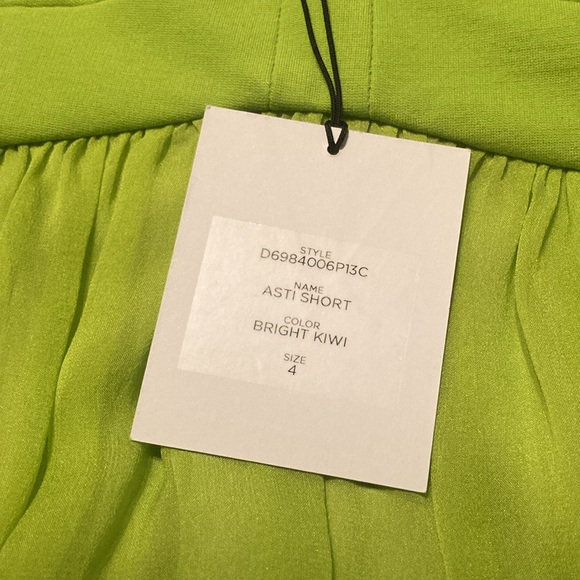 STYLE
D6984006P13C
NAME
ASTI SHORT
COLOR
BRIGHT KIWI
SIZE
4